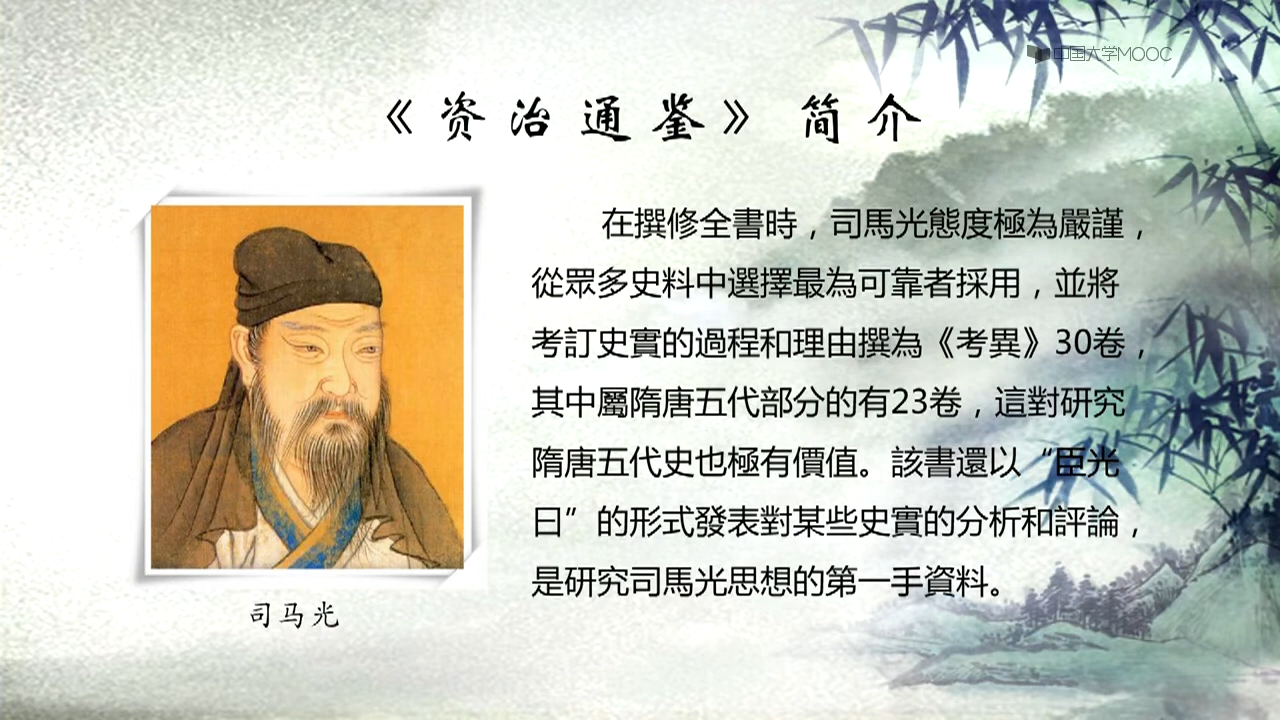 中国大学MOOC
《资治通鉴》简介
在撰修全書時，司馬光態度極為嚴謹，
從眾多史料中選擇最為可靠者採用，並將
考訂史實的過程和理由撰為《考異》30卷，
其中屬隋唐五代部分的有23卷，這對研究
隋唐五代史也極有價值。該書還以“臣光
曰”的形式發表對某些史實的分析和評論，
是研究司馬光思想的第一手資料。
司马光